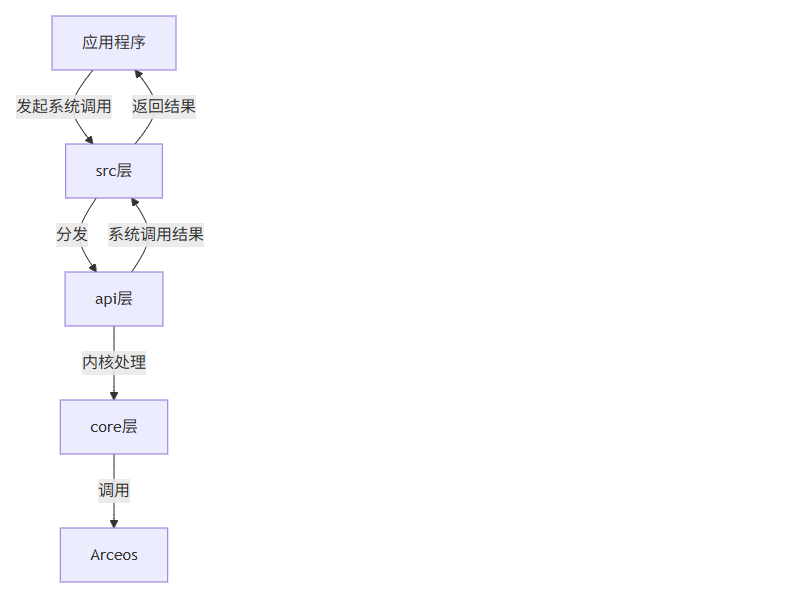 应用程序
发起系统调用
返回结果
src层
分发
系统调用结果
api层
内核处理
core层
调用
Arceos